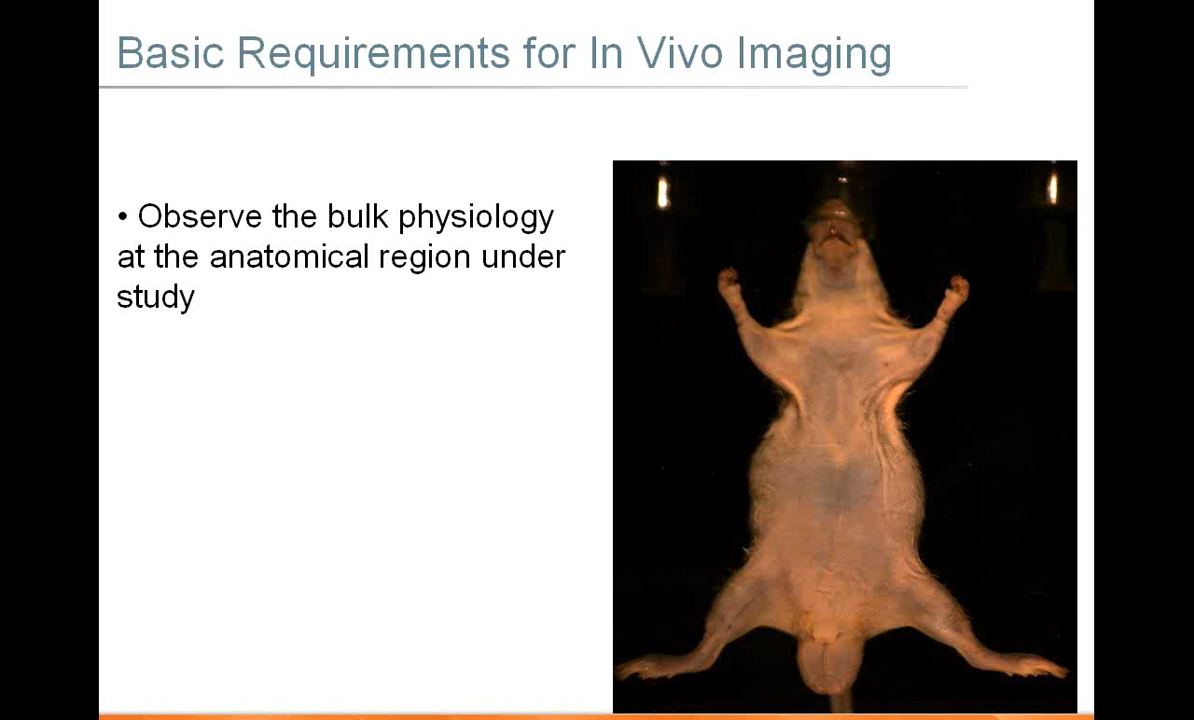 Basic Requirements for In Vivo Imaging
• Observe the bulk physiology
at the anatomical region under
study